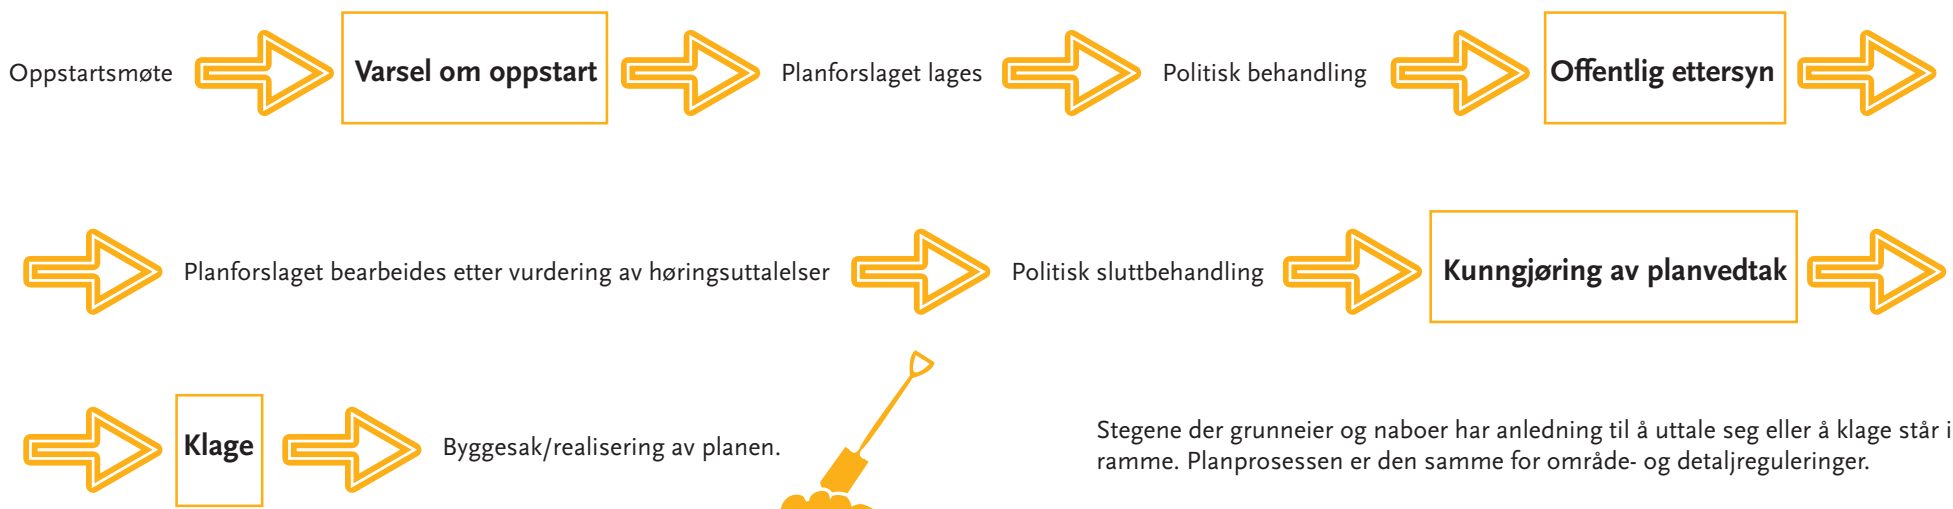 Oppstartsmøte
Varsel om oppstart
Planforslaget lages
Politisk behandling
Offentlig ettersyn
Planforslaget bearbeides etter vurdering av høringsuttalelser
Politisk sluttbehandling
Kunngjøring av planvedtak
Klage
Byggesak/realisering av planen.
Stegene der grunneier og naboer har anledning til å uttale seg eller å klage står i
ramme. Planprosessen er den samme for område- og detaljreguleringer.